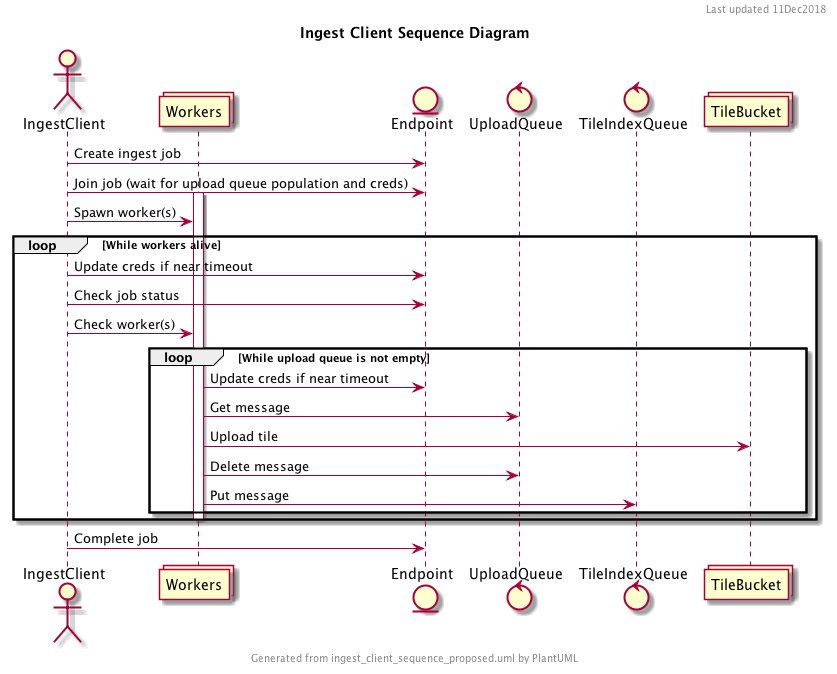 Last updated 11Dec2018
Ingest Client Sequence Diagram
IngestClient
Workers
Endpoint
UploadQueue
TileIndexQueue
TileBucket
Create ingest job
Join job (wait for upload queue population and creds)
Spawn worker(s)
loop
[While workers alive]
Update creds if near timeout
Check job status
Check worker(s)
loop
[While upload queue is not empty]
Update creds if near timeout
Get message
Upload tile
Delete message
Put message
Complete job
IngestClient
Workers
Endpoint
UploadQueue
TileIndexQueue
TileBucket
Generated from ingest_client_sequence_proposed.uml by PlantUML